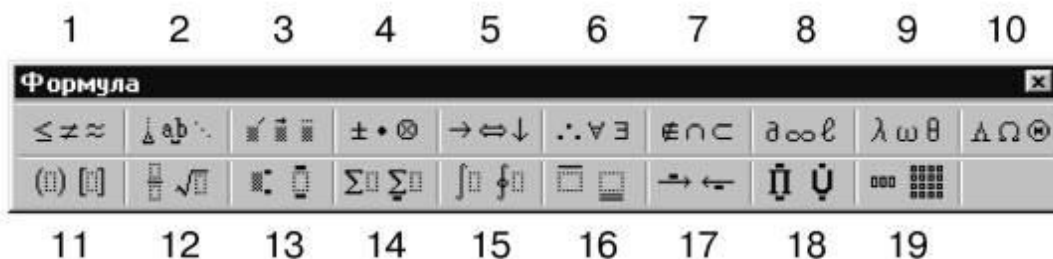 1 2 3 4 5 6 7 8 9 10
Формула
≤ ≠ ≈ a͟b ⋱ ± • ⊗ → ⇔ ↓ ∴ ∀ ∃ ∉ ∩ ⊂ ∂ ∞ ℓ λ ω θ Λ Ω Θ
( ) [ ] √ Σ Σ ∫ ∮ → ← Π U
11 12 13 14 15 16 17 18 19